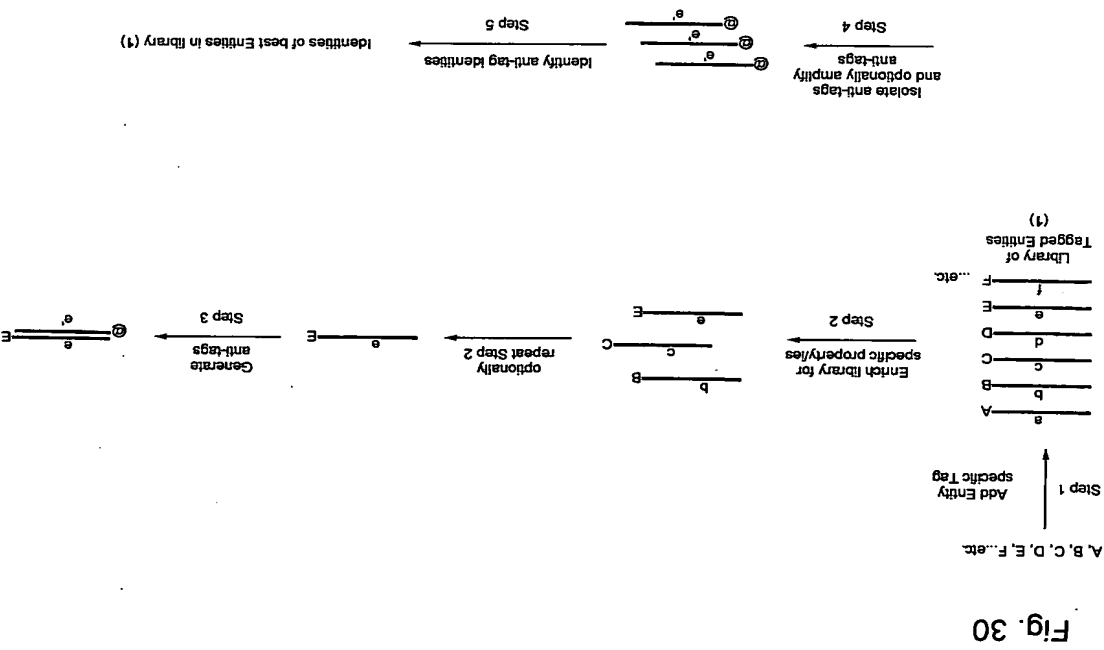 Fig. 30
A, B, C, D, E, F...etc.
Step 1
Add Entity
specific Tag
a
A
b
B
c
C
d
D
e
E
f
F
...etc.
Library of
Tagged Entities
(1)
Enrich library for
specific property/ies
Step 2
b
B
c
C
e
E
optionally
repeat Step 2
e
E
Generate
anti-tags
Step 3
e
E
@
e'
Isolate anti-tags
and optionally amplify
anti-tags
Step 4
@
e'
@
e'
@
e'
Identify anti-tag identities
Step 5
Identities of best Entities in library (1)